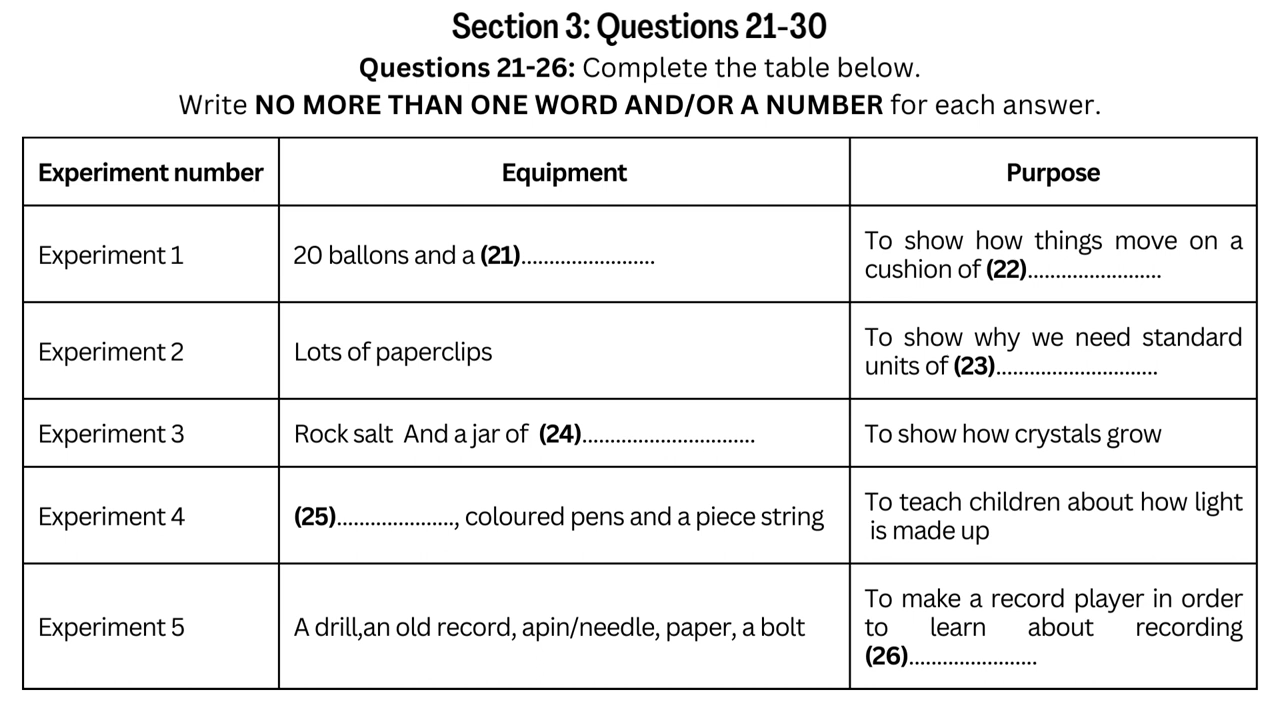 Section 3: Questions 21-30
Questions 21-26: Complete the table below.
Write NO MORE THAN ONE WORD AND/OR A NUMBER for each answer.
Experiment number Equipment Purpose
Experiment 1
20 ballons and a (21)........................
To show how things move on a
cushion of (22)........................
Experiment 2
Lots of paperclips
To show why we need standard
units of (23).............................
Experiment 3
Rock salt And a jar of (24)...............................
To show how crystals grow
Experiment 4
(25)....................., coloured pens and a piece string
To teach children about how light
is made up
Experiment 5
A drill,an old record, apin/needle, paper, a bolt
To make a record player in order
to learn about recording
(26).......................